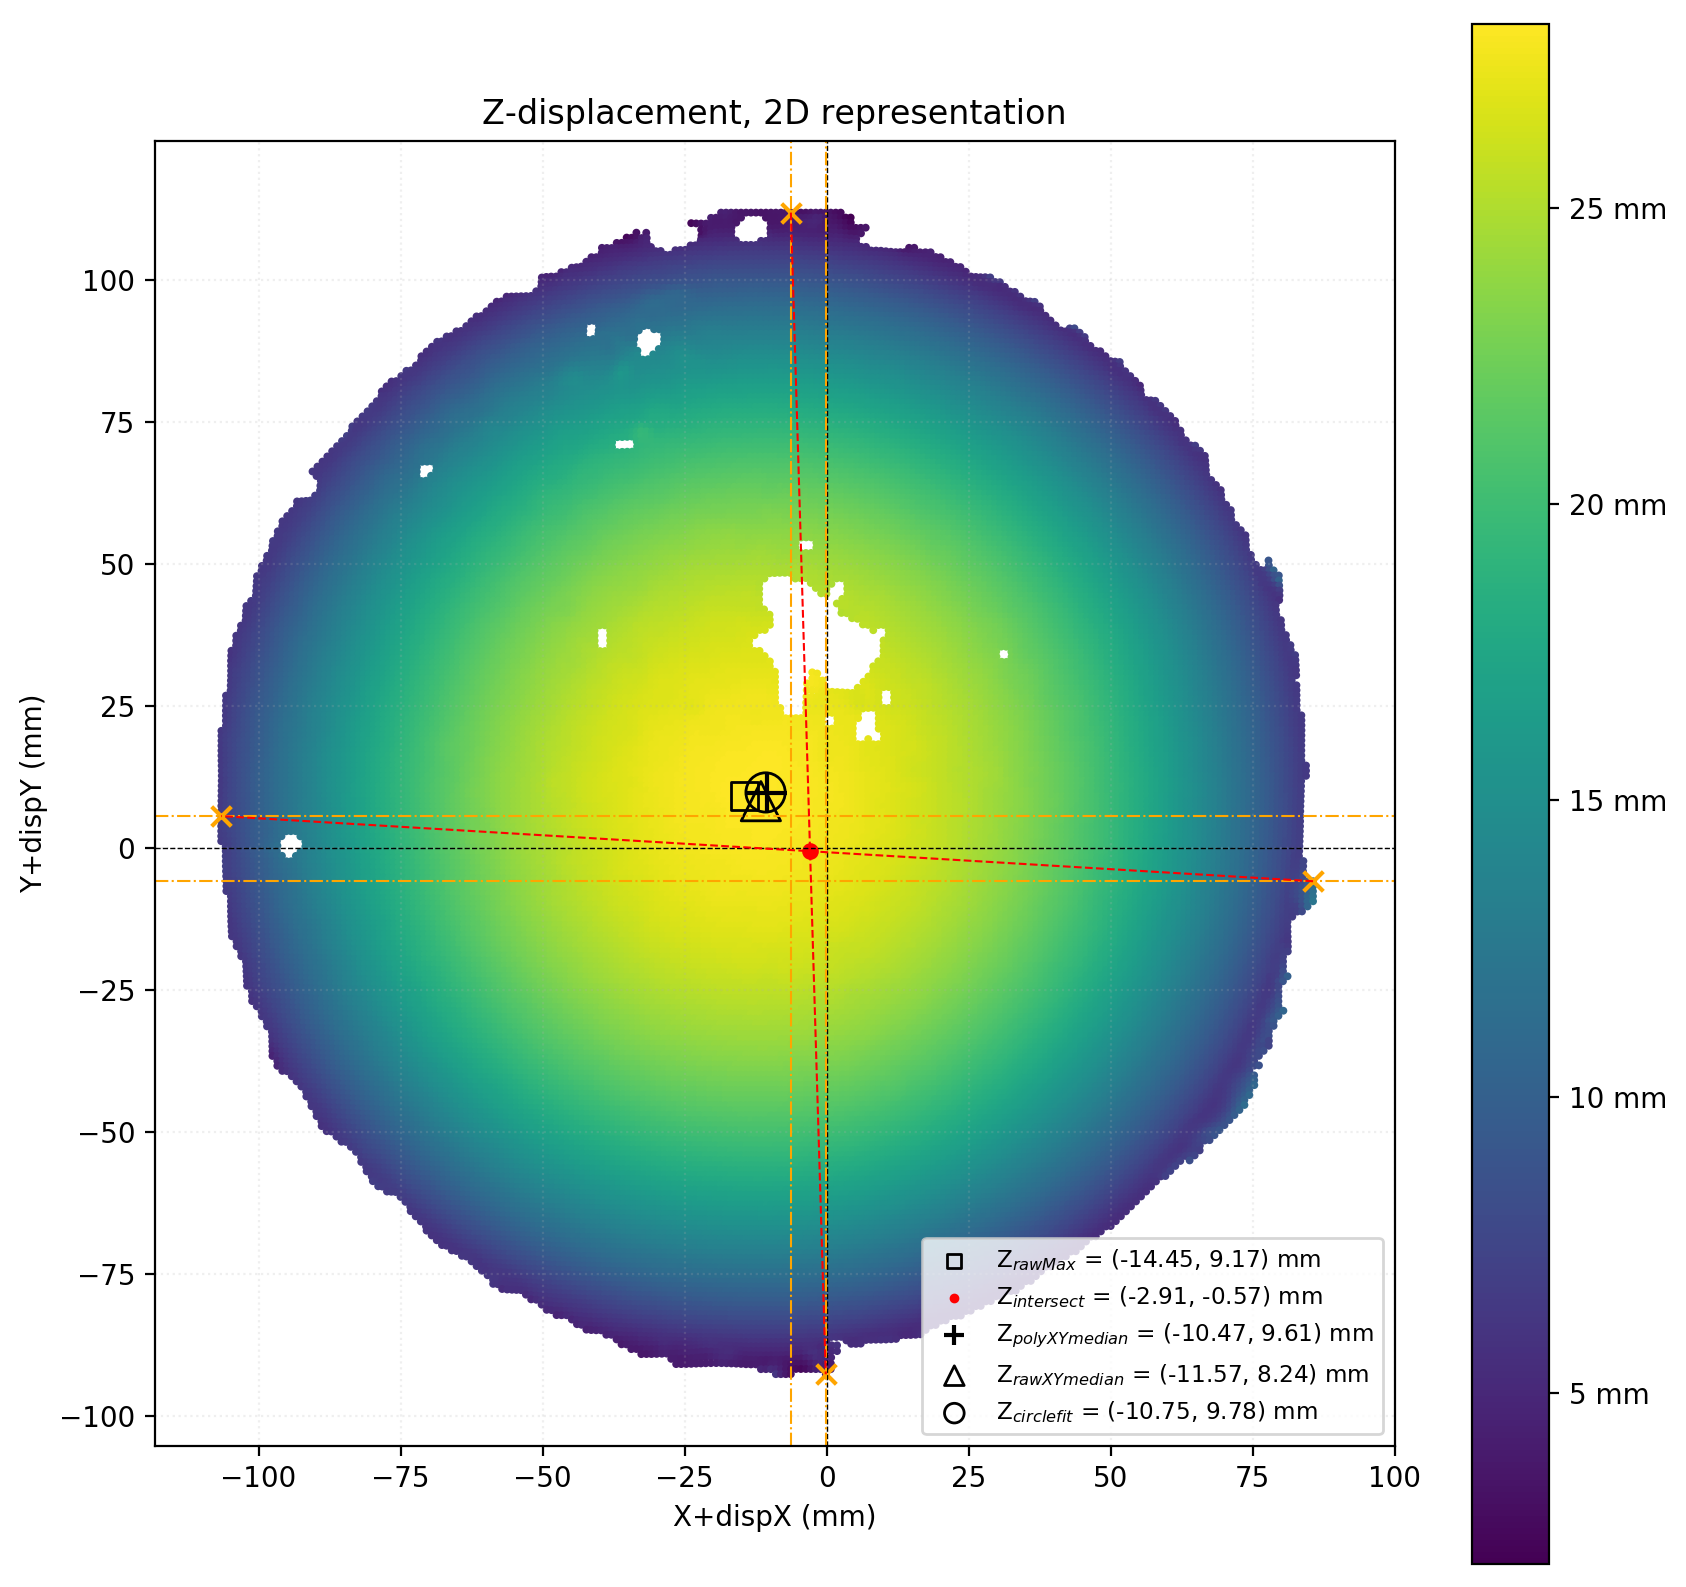 Z-displacement, 2D representation
25 mm
20 mm
15 mm
10 mm
5 mm
100
75
50
25
0
−25
−50
−75
−100
Y+dispY (mm)
−100
−75
−50
−25
0
25
50
75
100
X+dispX (mm)
Z_rawMax = (-14.45, 9.17) mm
Z_intersect = (-2.91, -0.57) mm
Z_polyXYmedian = (-10.47, 9.61) mm
Z_rawXYmedian = (-11.57, 8.24) mm
Z_circlefit = (-10.75, 9.78) mm